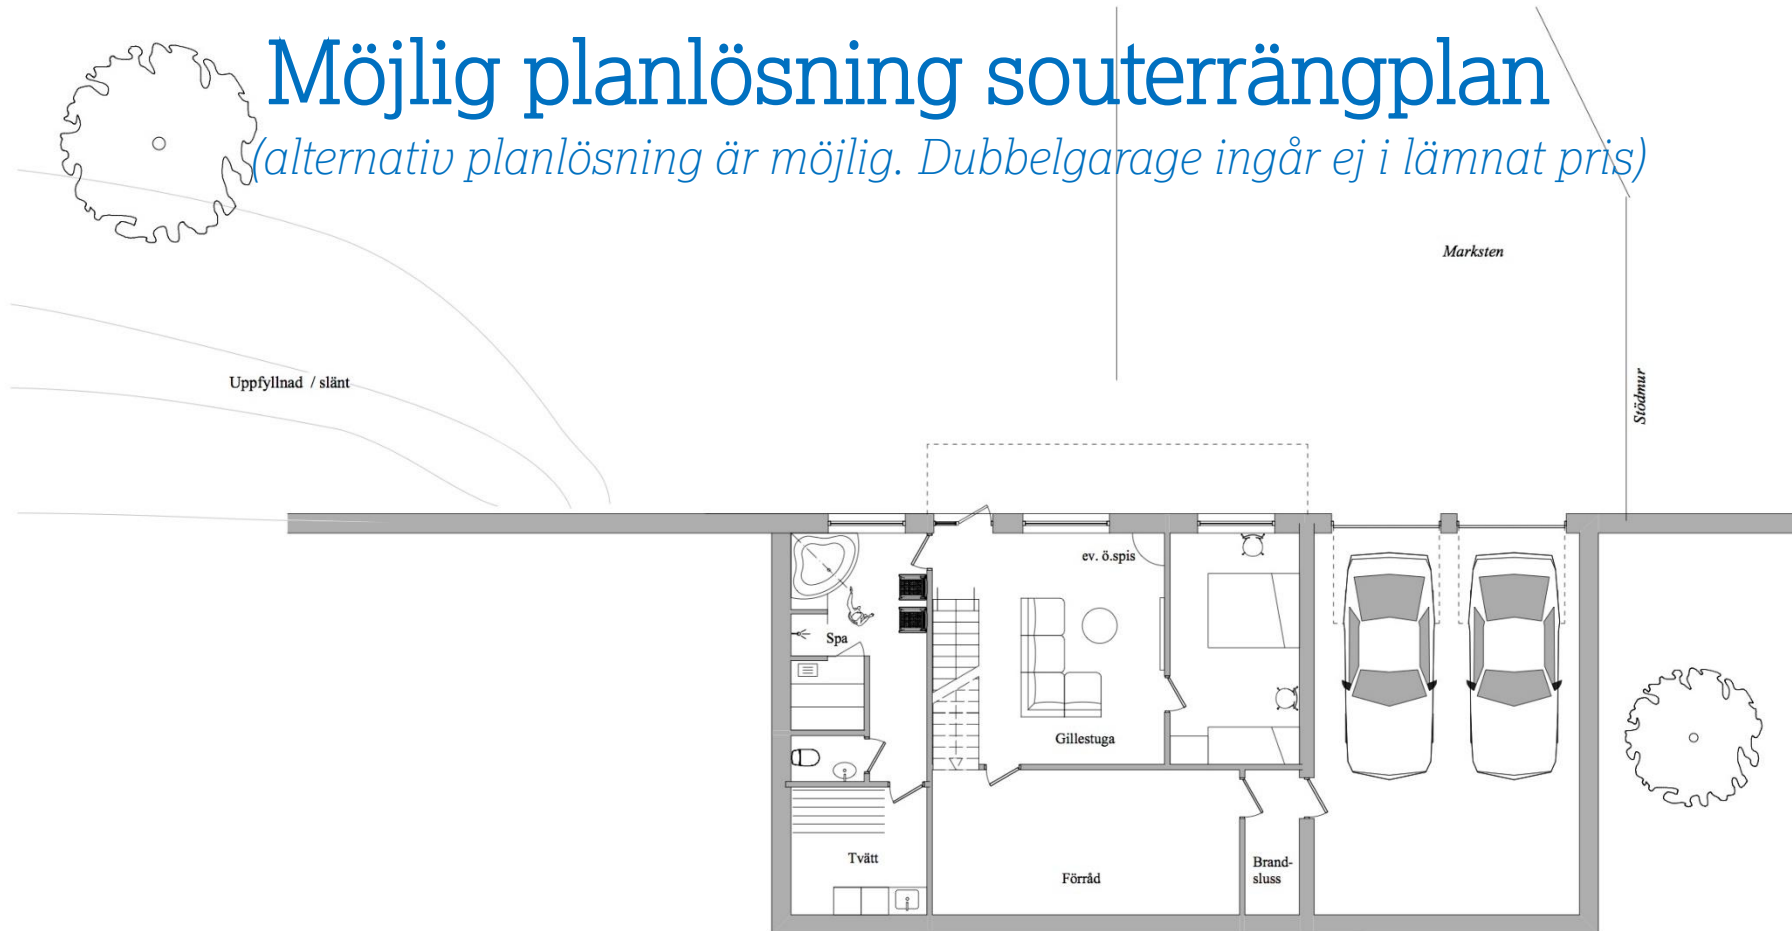 Möjlig planlösning souterrängplan
(alternativ planlösning är möjlig. Dubbelgarage ingår ej i lämnat pris)
Marksten
Uppfyllnad / slänt
Stödmur
ev. ö.spis
Spa
Gillestuga
Tvätt
Förråd
Brand-
sluss